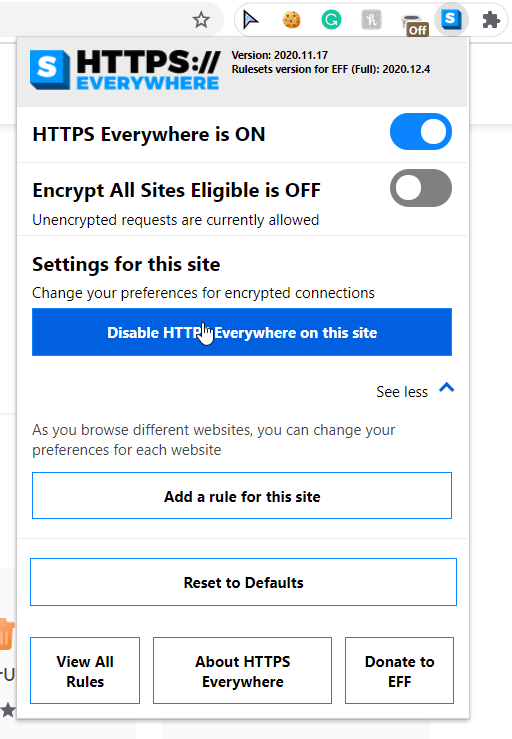 Off
HTTPS://
EVERYWHERE
Version: 2020.11.17
Rulesets version for EFF (Full): 2020.12.4
HTTPS Everywhere is ON
Encrypt All Sites Eligible is OFF
Unencrypted requests are currently allowed
Settings for this site
Change your preferences for encrypted connections
Disable HTTPS Everywhere on this site
See less
As you browse different websites, you can change your
preferences for each website
Add a rule for this site
Reset to Defaults
View All
Rules
About HTTPS
Everywhere
Donate to
EFF